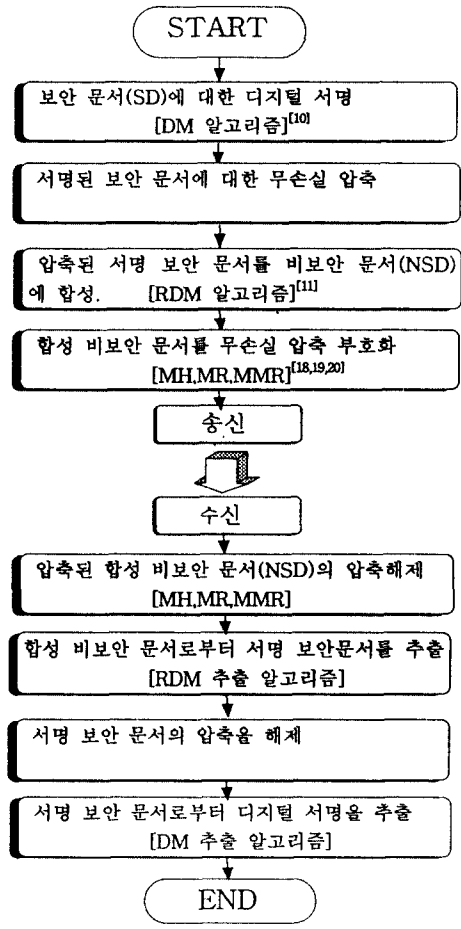 START
보안 문서(SD)에 대한 디지털 서명
[DM 알고리즘][10]
서명된 보안 문서에 대한 무손실 압축
압축된 서명 보안 문서를 비보안 문서(NSD)
에 합성. [RDM 알고리즘][11]
합성 비보안 문서를 무손실 압축 부호화
[MH,MR,MMR][18,19,20]
송신
수신
압축된 합성 비보안 문서(NSD)의 압축해제
[MH,MR,MMR]
합성 비보안 문서로부터 서명 보안문서를 추출
[RDM 추출 알고리즘]
서명 보안 문서의 압축을 해제
서명 보안 문서로부터 디지털 서명을 추출
[DM 추출 알고리즘]
END